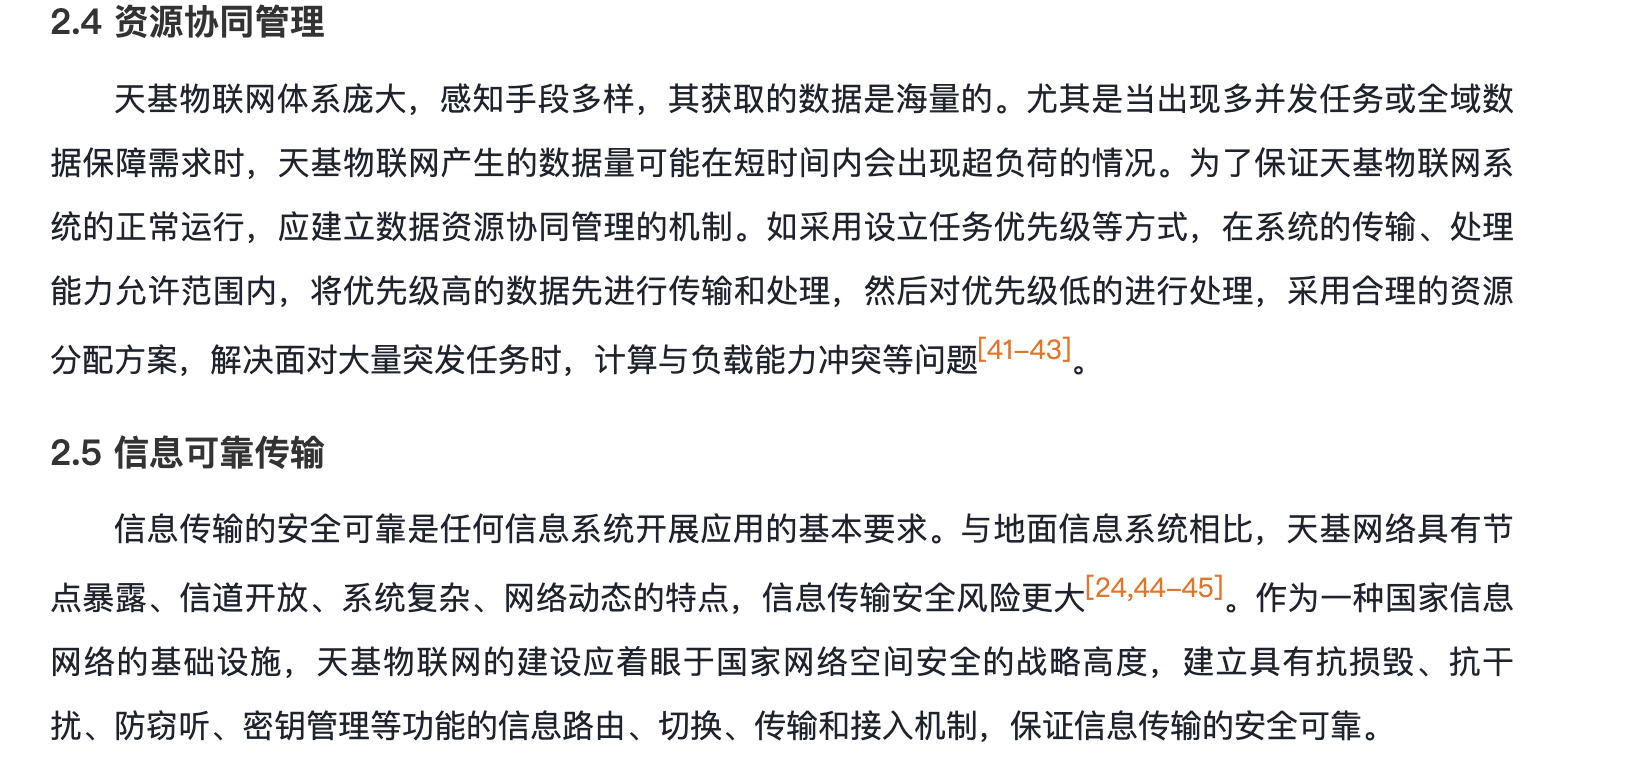 2.4 资源协同管理
天基物联网体系庞大，感知手段多样，其获取的数据是海量的。尤其是当出现多并发任务或全域数
据保障需求时，天基物联网产生的数据量可能在短时间内会出现超负荷的情况。为了保证天基物联网系
统的正常运行，应建立数据资源协同管理的机制。如采用设立任务优先级等方式，在系统的传输、处理
能力允许范围内，将优先级高的数据先进行传输和处理，然后对优先级低的进行处理，采用合理的资源
分配方案，解决面对大量突发任务时，计算与负载能力冲突等问题[41–43]。
2.5 信息可靠传输
信息传输的安全可靠是任何信息系统开展应用的基本要求。与地面信息系统相比，天基网络具有节
点暴露、信道开放、系统复杂、网络动态的特点，信息传输安全风险更大[24,44–45]。作为一种国家信息
网络的基础设施，天基物联网的建设应着眼于国家网络空间安全的战略高度，建立具有抗损毁、抗干
扰、防窃听、密钥管理等功能的信息路由、切换、传输和接入机制，保证信息传输的安全可靠。